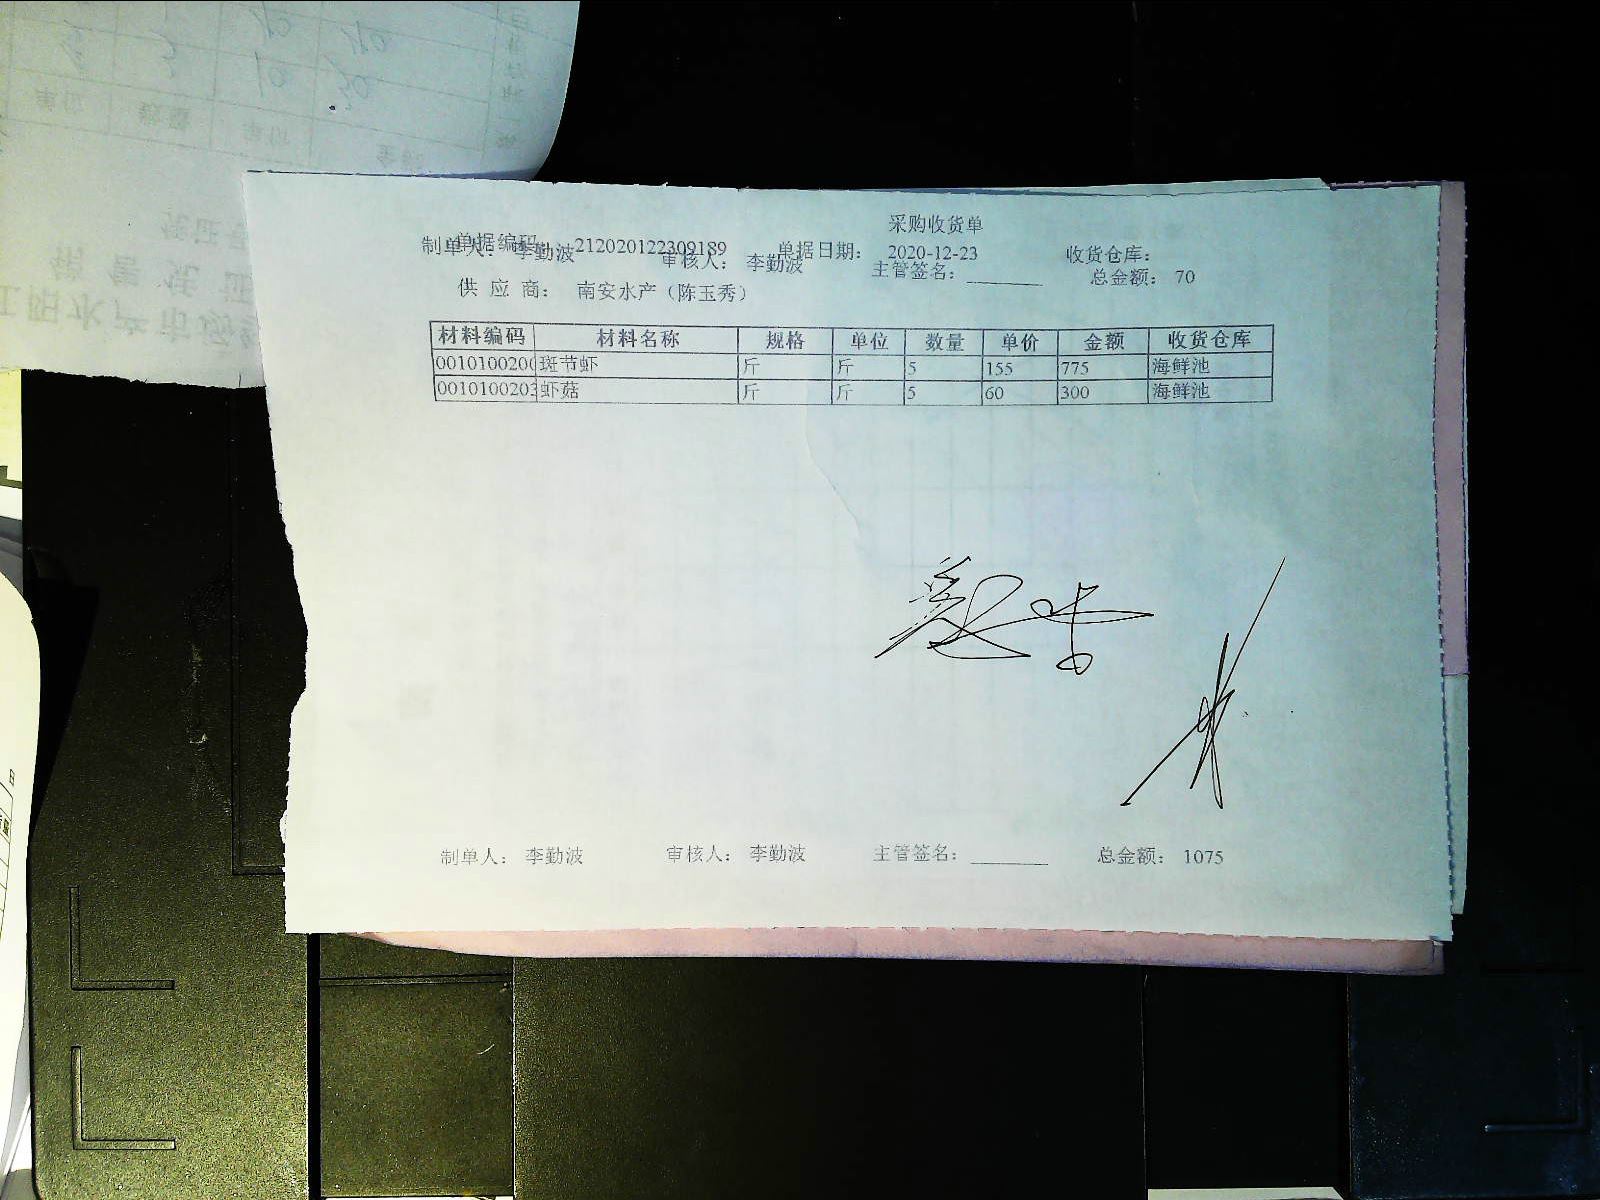 采购收货单
单据编码： 212020122309189 单据日期： 2020-12-23 收货仓库：
制单人： 李勤波 审核人： 李勤波 主管签名：________ 总金额： 70
供 应 商： 南安水产（陈玉秀）
材料编码 材料名称 规格 单位 数量 单价 金额 收货仓库
0010100200 斑节虾 斤 斤 5 155 775 海鲜池
0010100203 虾菇 斤 斤 5 60 300 海鲜池
制单人： 李勤波 审核人： 李勤波 主管签名：________ 总金额： 1075